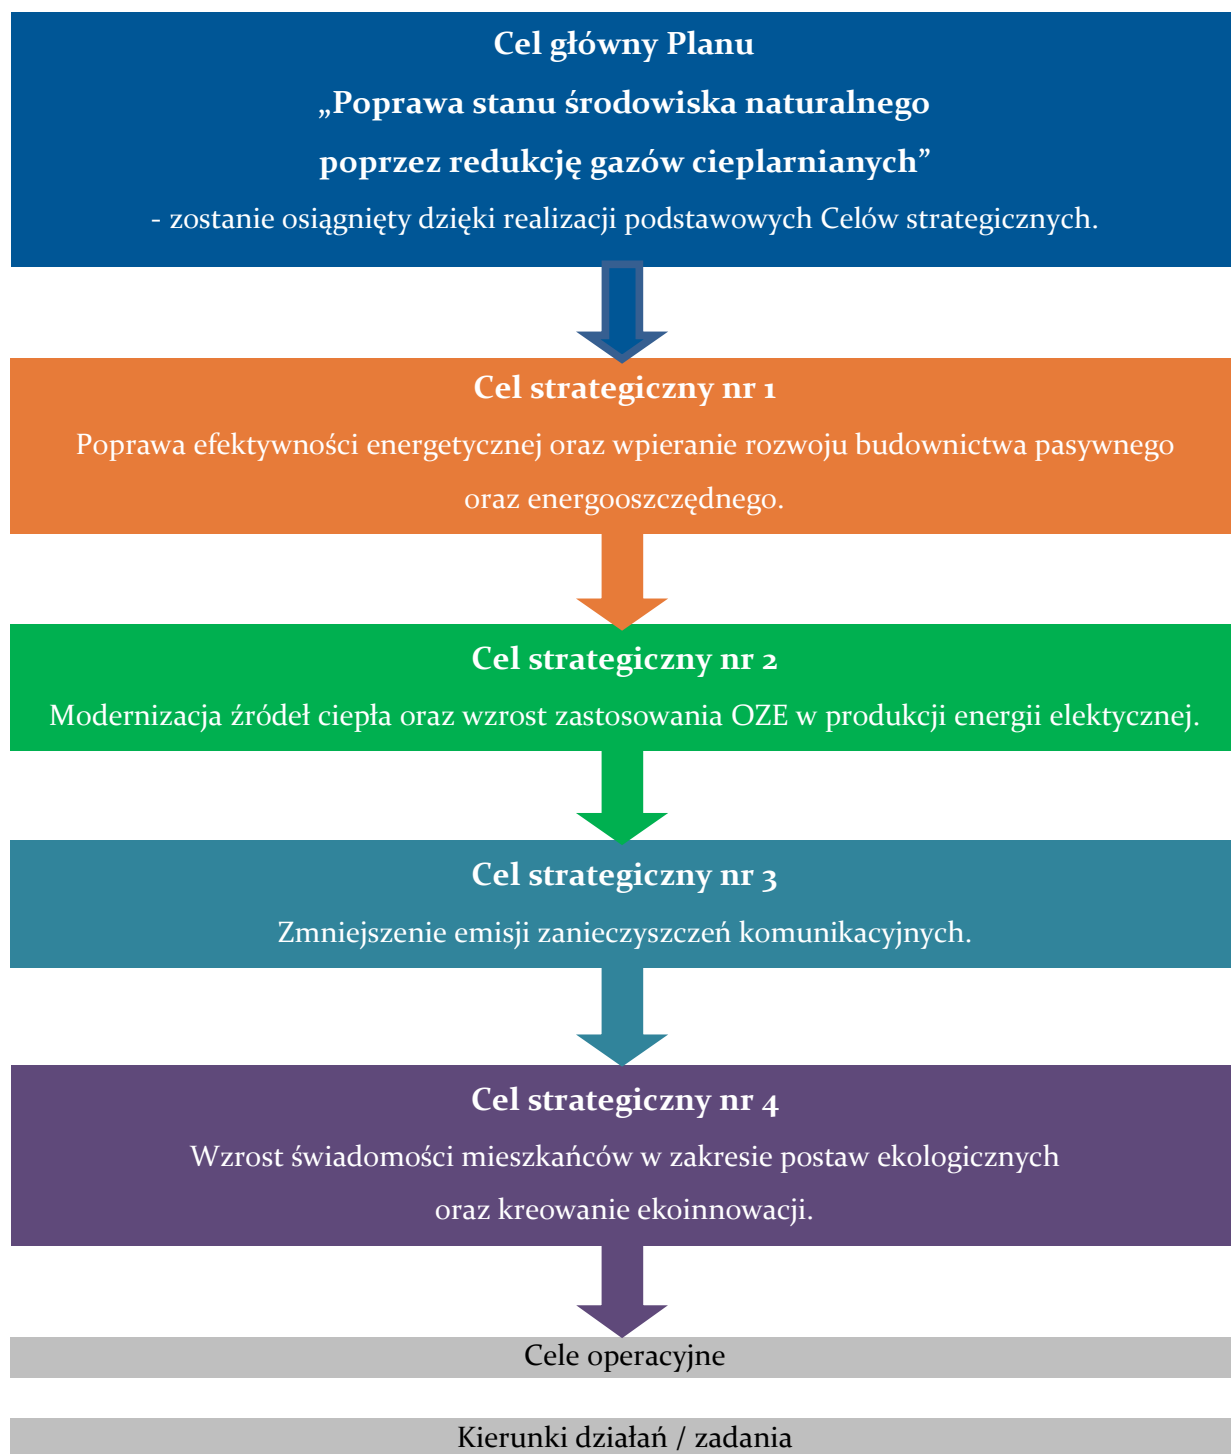 Cel główny Planu
„Poprawa stanu środowiska naturalnego
poprzez redukcję gazów cieplarnianych”
- zostanie osiągnięty dzięki realizacji podstawowych Celów strategicznych.
Cel strategiczny nr 1
Poprawa efektywności energetycznej oraz wpieranie rozwoju budownictwa pasywnego
oraz energooszczędnego.
Cel strategiczny nr 2
Modernizacja źródeł ciepła oraz wzrost zastosowania OZE w produkcji energii elektycznej.
Cel strategiczny nr 3
Zmniejszenie emisji zanieczyszczeń komunikacyjnych.
Cel strategiczny nr 4
Wzrost świadomości mieszkańców w zakresie postaw ekologicznych
oraz kreowanie ekoinnowacji.
Cele operacyjne
Kierunki działań / zadania